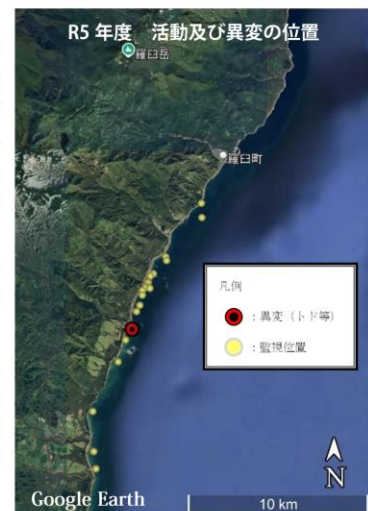 R5 年度　活動及び異変の位置
羅臼岳
羅臼町
凡例
：異変（トド等）
：監視位置
N
Google Earth
10 km